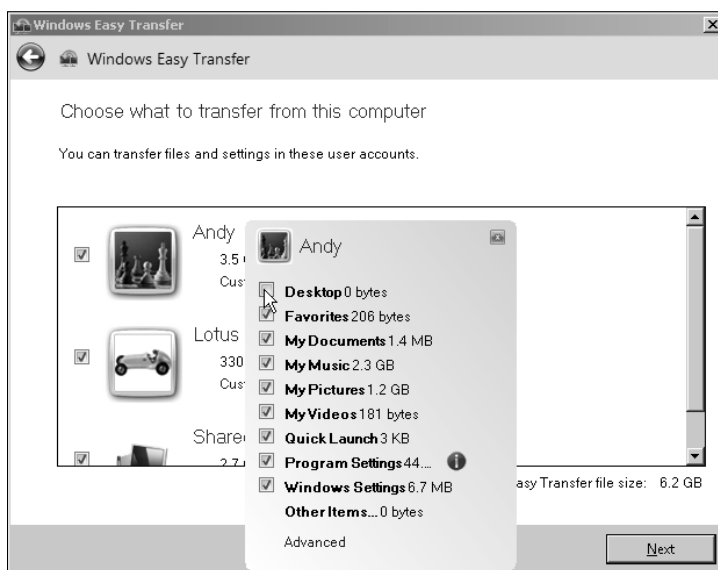 Windows Easy Transfer
Windows Easy Transfer
Choose what to transfer from this computer
You can transfer files and settings in these user accounts.
Andy
3.5
Lotus
330
Andy
Desktop 0 bytes
Favorites 206 bytes
My Documents 1.4 MB
My Music 2.3 GB
My Pictures 1.2 GB
My Videos 181 bytes
Quick Launch 3 KB
Program Settings 44....
Windows Settings 6.7 MB
Other Items... 0 bytes
Advanced
2.7
Transfer file size: 6.2 GB
Next